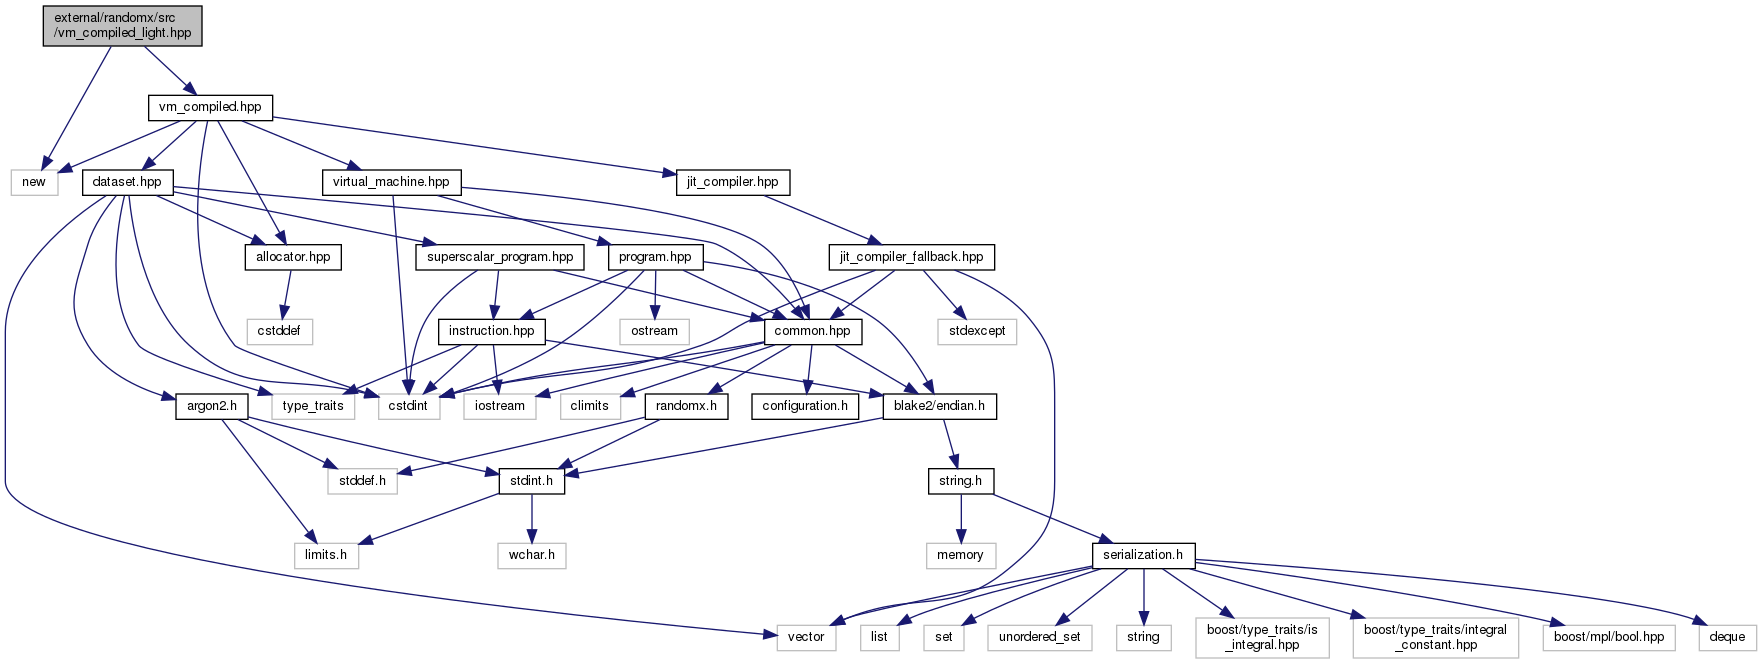 external/randomx/src
/vm_compiled_light.hpp
vm_compiled.hpp
new
dataset.hpp
virtual_machine.hpp
jit_compiler.hpp
allocator.hpp
superscalar_program.hpp
program.hpp
jit_compiler_fallback.hpp
cstddef
instruction.hpp
ostream
common.hpp
stdexcept
argon2.h
type_traits
cstdint
iostream
climits
randomx.h
configuration.h
blake2/endian.h
stddef.h
stdint.h
string.h
limits.h
wchar.h
memory
serialization.h
vector
list
set
unordered_set
string
boost/type_traits/is
_integral.hpp
boost/type_traits/integral
_constant.hpp
boost/mpl/bool.hpp
deque